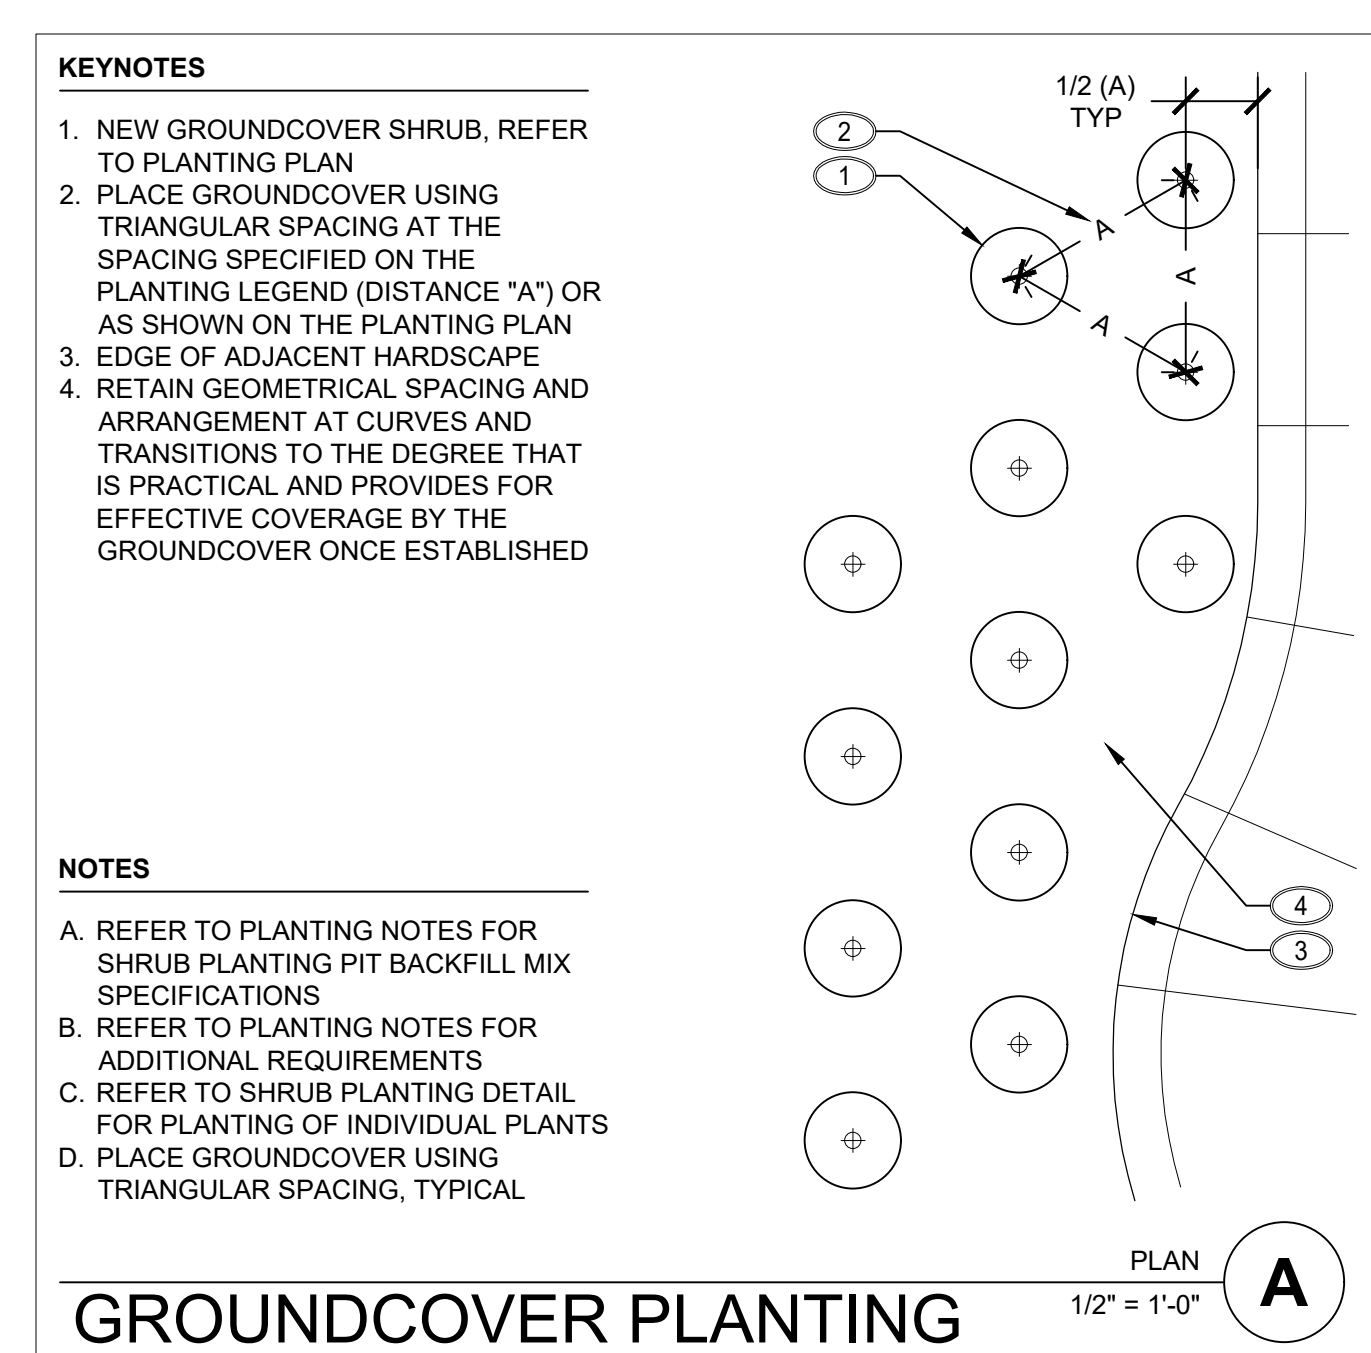 KEYNOTES
1. NEW GROUNDCOVER SHRUB, REFER
TO PLANTING PLAN
2. PLACE GROUNDCOVER USING
TRIANGULAR SPACING AT THE
SPACING SPECIFIED ON THE
PLANTING LEGEND (DISTANCE "A") OR
AS SHOWN ON THE PLANTING PLAN
3. EDGE OF ADJACENT HARDSCAPE
4. RETAIN GEOMETRICAL SPACING AND
ARRANGEMENT AT CURVES AND
TRANSITIONS TO THE DEGREE THAT
IS PRACTICAL AND PROVIDES FOR
EFFECTIVE COVERAGE BY THE
GROUNDCOVER ONCE ESTABLISHED
NOTES
A. REFER TO PLANTING NOTES FOR
SHRUB PLANTING PIT BACKFILL MIX
SPECIFICATIONS
B. REFER TO PLANTING NOTES FOR
ADDITIONAL REQUIREMENTS
C. REFER TO SHRUB PLANTING DETAIL
FOR PLANTING OF INDIVIDUAL PLANTS
D. PLACE GROUNDCOVER USING
TRIANGULAR SPACING, TYPICAL
1/2 (A)
TYP
2
1
A
A
A
4
3
PLAN
1/2" = 1'-0"
A
GROUNDCOVER PLANTING